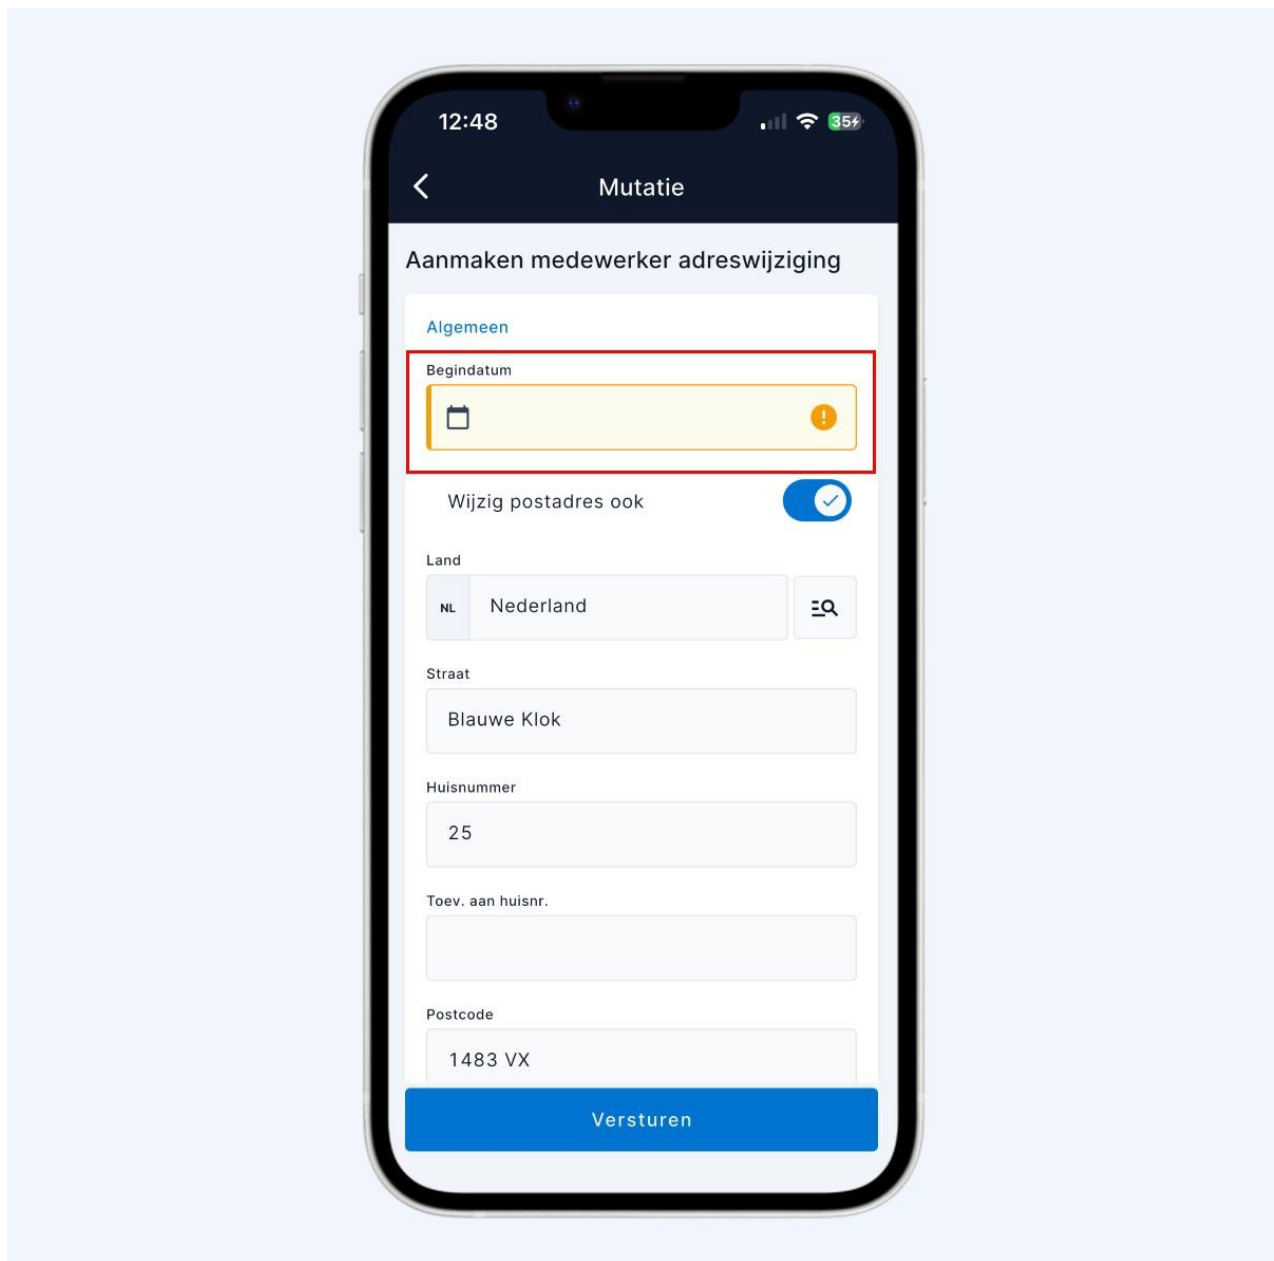 12:48
35
Mutatie
Aanmaken medewerker adreswijziging
Algemeen
Begindatum
Wijzig postadres ook
Land
NL Nederland
Straat
Blauwe Klok
Huisnummer
25
Toev. aan huisnr.
Postcode
1483 VX
Versturen